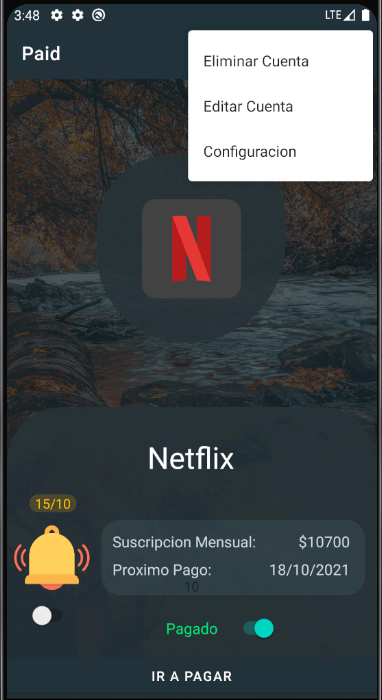 3:48 LTE
Paid
Eliminar Cuenta
Editar Cuenta
Configuracion
N
Netflix
15/10
Suscripcion Mensual: $10700
Proximo Pago: 18/10/2021
10
Pagado
IR A PAGAR